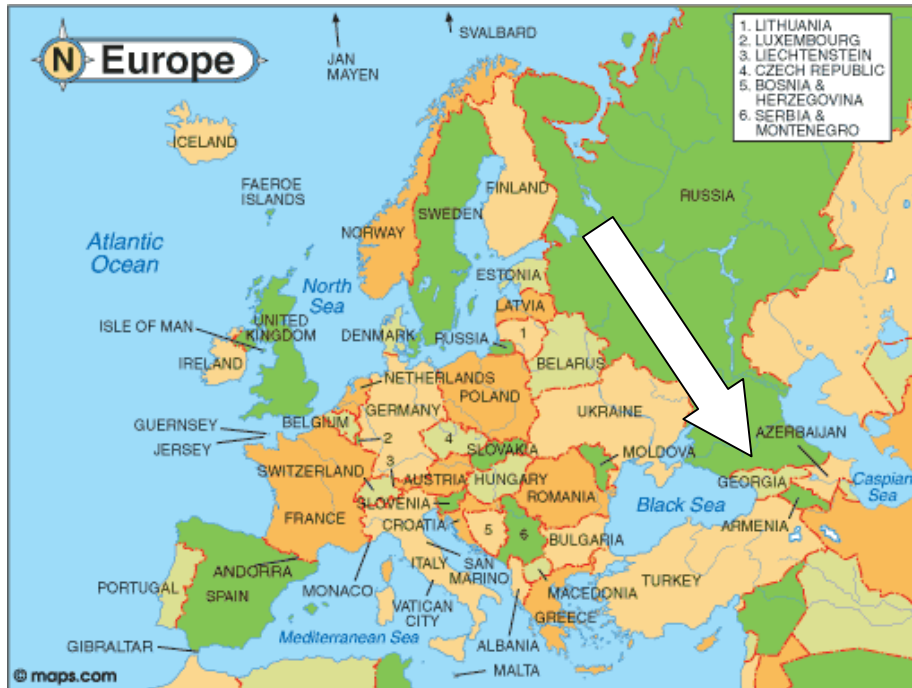 N Europe
SVALBARD
JAN
MAYEN
1. LITHUANIA
2. LUXEMBOURG
3. LIECHTENSTEIN
4. CZECH REPUBLIC
5. BOSNIA &
HERZEGOVINA
6. SERBIA &
MONTENEGRO
ICELAND
FAEROE
ISLANDS
FINLAND
RUSSIA
SWEDEN
NORWAY
Atlantic
Ocean
North
Sea
ESTONIA
LATVIA
ISLE OF MAN
UNITED
KINGDOM
DENMARK
RUSSIA
1
IRELAND
BELARUS
NETHERLANDS
POLAND
GERMANY
UKRAINE
GUERNSEY
BELGIUM
JERSEY
2
4
SLOVAKIA
MOLDOVA
AZERBAIJAN
3
SWITZERLAND
AUSTRIA
HUNGARY
GEORGIA
Caspian
Sea
SLOVENIA
ROMANIA
Black Sea
FRANCE
CROATIA
5
6
BULGARIA
ARMENIA
ITALY
SAN
MARINO
ANDORRA
MONACO
TURKEY
PORTUGAL
SPAIN
VATICAN
CITY
MACEDONIA
GREECE
Mediterranean Sea
ALBANIA
GIBRALTAR
MALTA
© maps.com